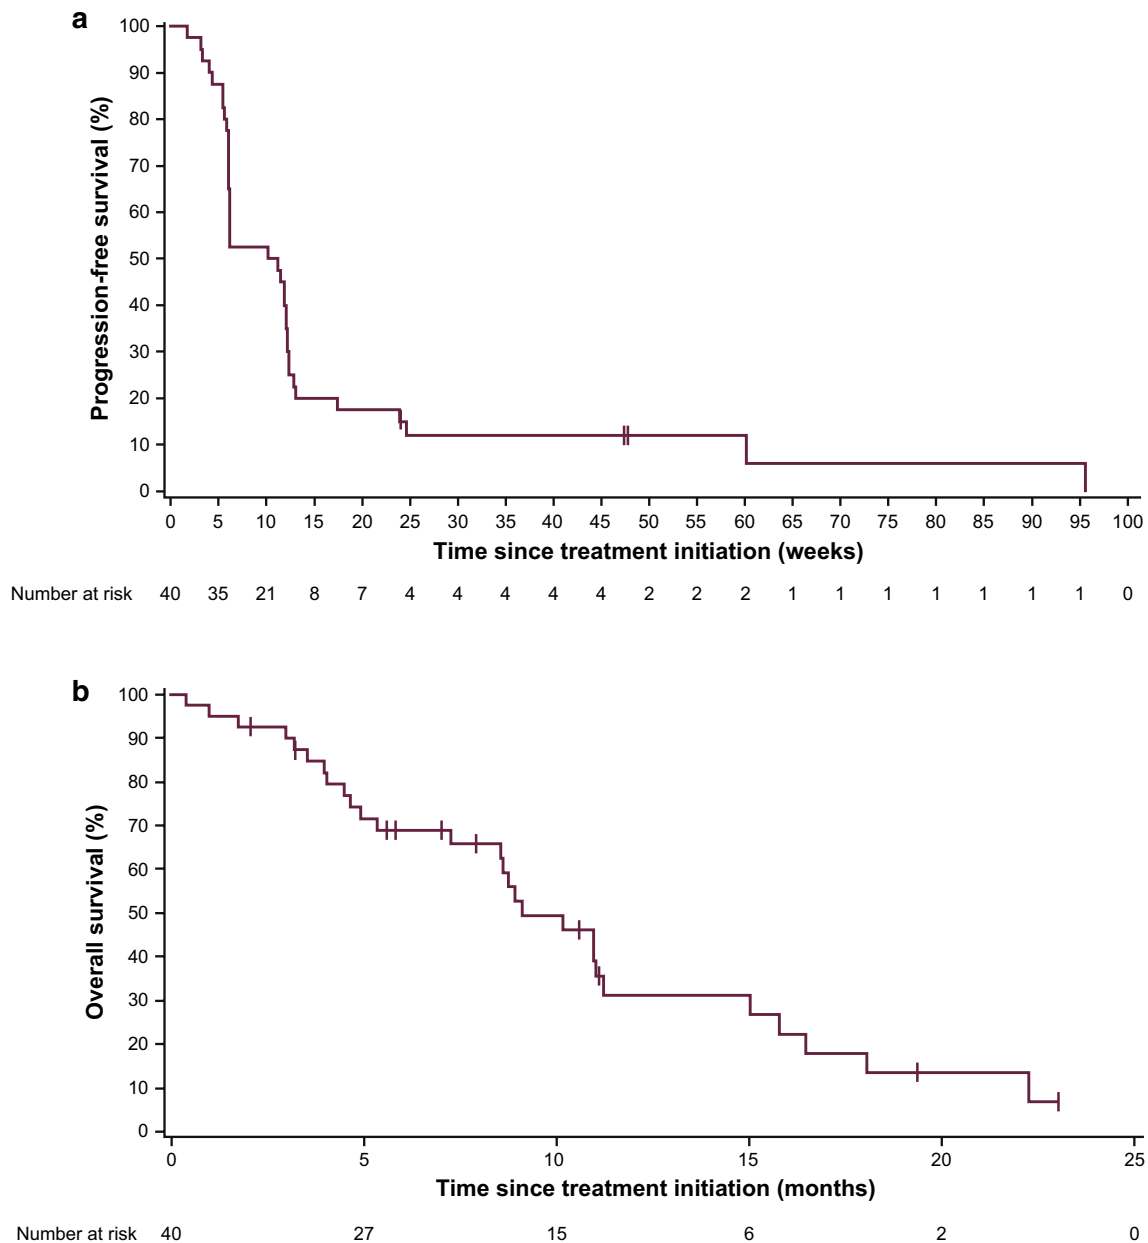 a
Progression-free survival (%)
100
90
80
70
60
50
40
30
20
10
0
0 5 10 15 20 25 30 35 40 45 50 55 60 65 70 75 80 85 90 95 100
Time since treatment initiation (weeks)
Number at risk 40 35 21 8 7 4 4 4 4 4 2 2 2 1 1 1 1 1 1 1 0
b
Overall survival (%)
100
90
80
70
60
50
40
30
20
10
0
0 5 10 15 20 25
Time since treatment initiation (months)
Number at risk 40 27 15 6 2 0